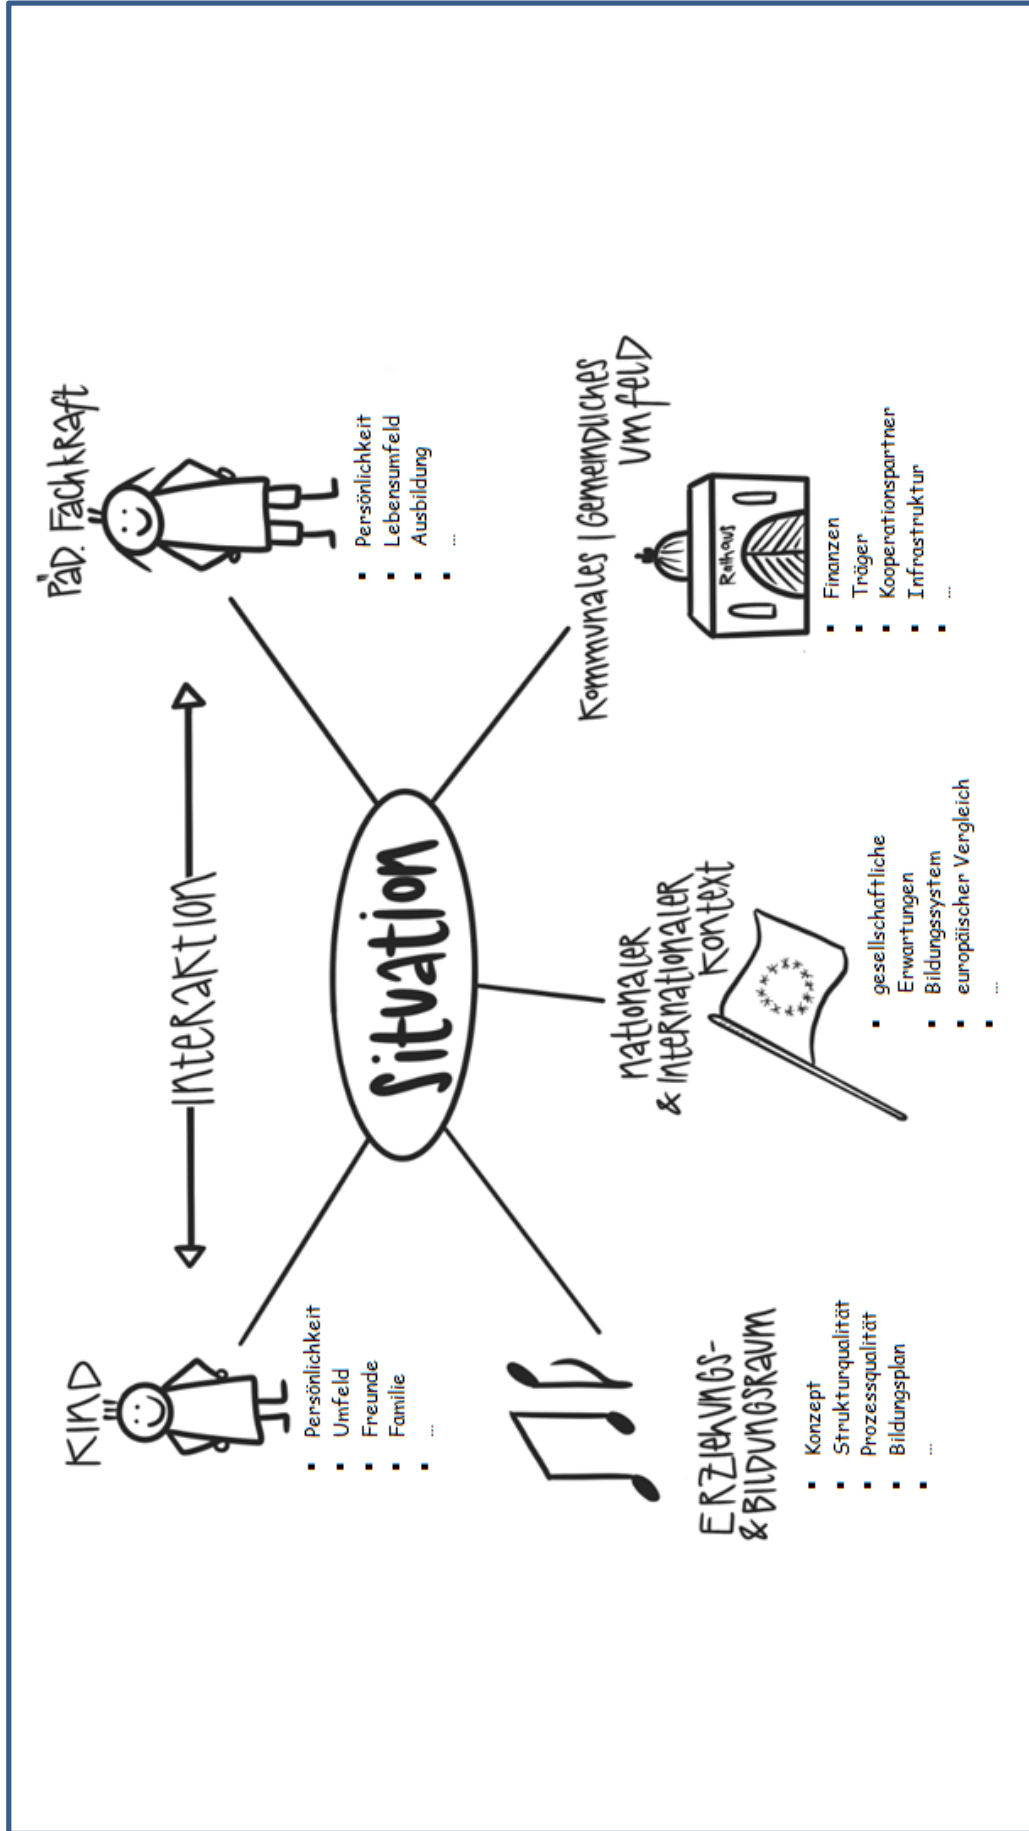 KIND
PÄD. FACHKRAFT
INTERAKTION
▪ Persönlichkeit
▪ Umfeld
▪ Freunde
▪ Familie
▪ ...
▪ Persönlichkeit
▪ Lebensumfeld
▪ Ausbildung
▪ ...
Situation
ERZIEHUNGS-
& BILDUNGSRAUM
▪ Konzept
▪ Strukturqualität
▪ Prozessqualität
▪ Bildungsplan
▪ ...
nationaler
& internationaler
Kontext
▪ gesellschaftliche
Erwartungen
▪ Bildungssystem
▪ europäischer Vergleich
▪ ...
Kommunales | Gemeindliches
Umfeld
Rathaus
▪ Finanzen
▪ Träger
▪ Kooperationspartner
▪ Infrastruktur
▪ ...